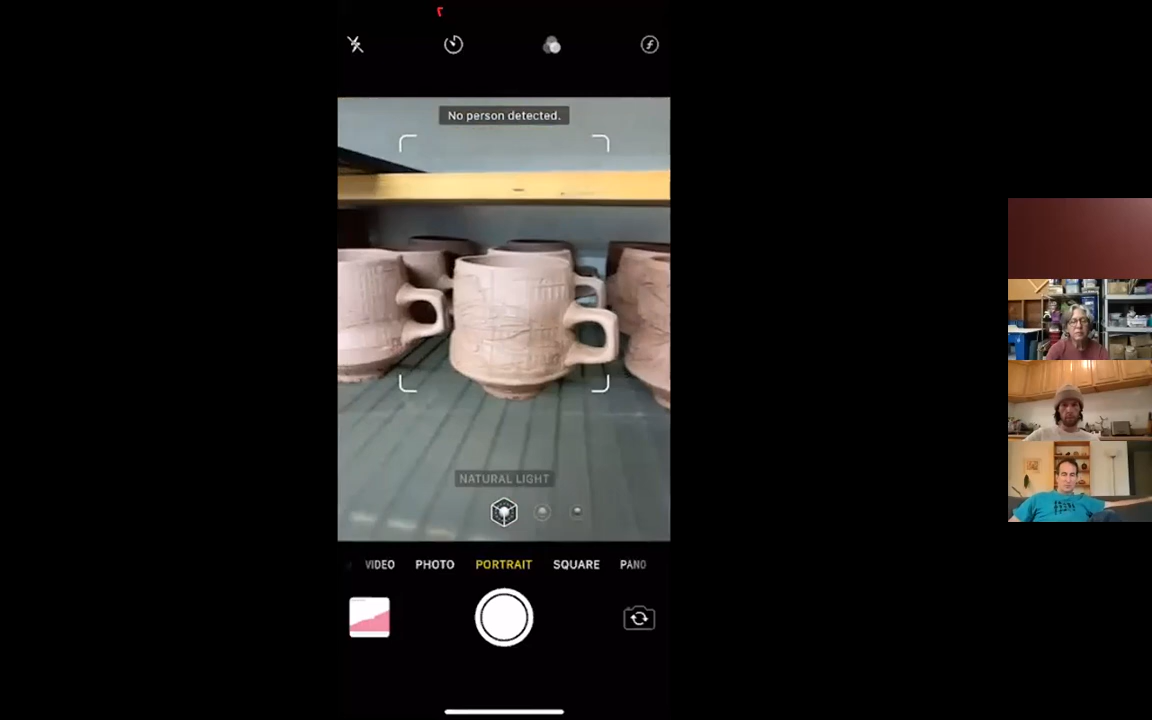 No person detected.
NATURAL LIGHT
VIDEO PHOTO PORTRAIT SQUARE PANO